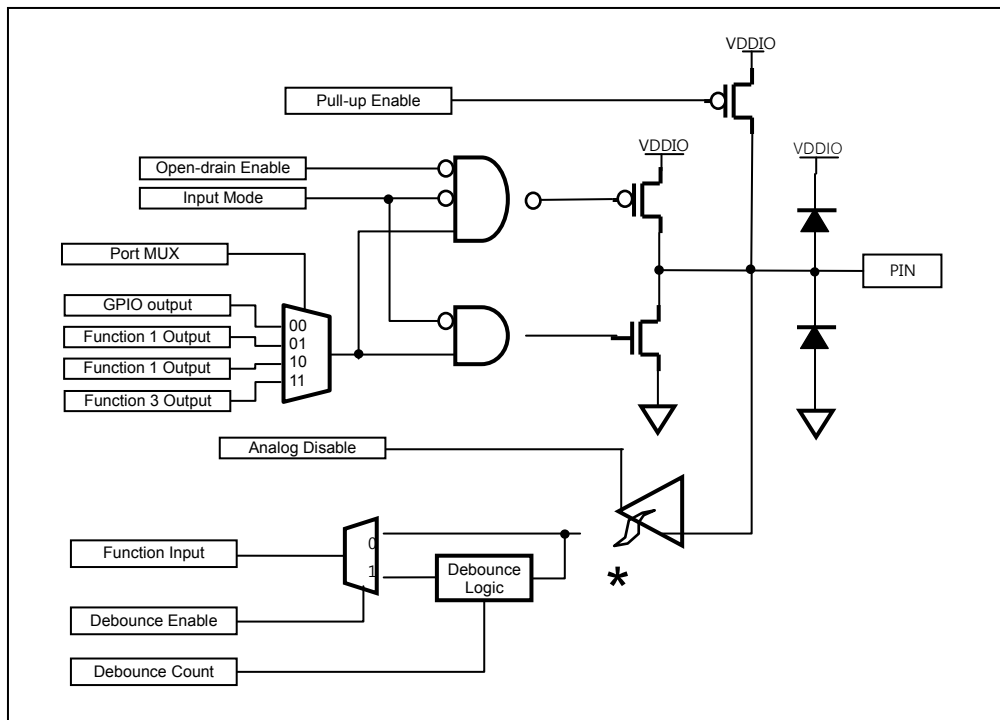 VDDIO
Pull-up Enable
VDDIO
VDDIO
Open-drain Enable
Input Mode
Port MUX
PIN
GPIO output
00
Function 1 Output
01
Function 1 Output
10
Function 3 Output
11
Analog Disable
Function Input
0
1
Debounce
Logic
*
Debounce Enable
Debounce Count